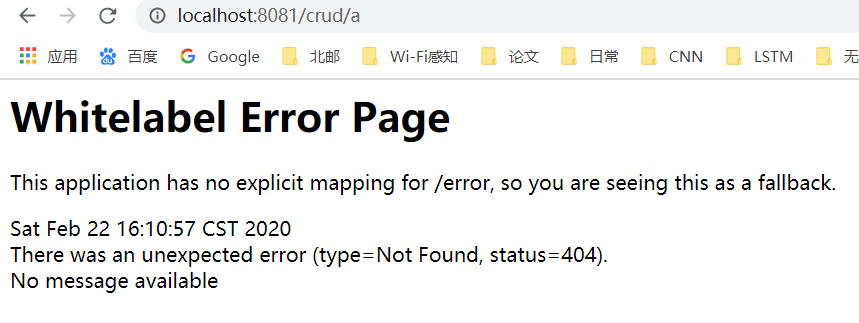 localhost:8081/crud/a
应用 百度 Google 北邮 Wi-Fi感知 论文 日常 CNN LSTM 无
Whitelabel Error Page
This application has no explicit mapping for /error, so you are seeing this as a fallback.
Sat Feb 22 16:10:57 CST 2020
There was an unexpected error (type=Not Found, status=404).
No message available